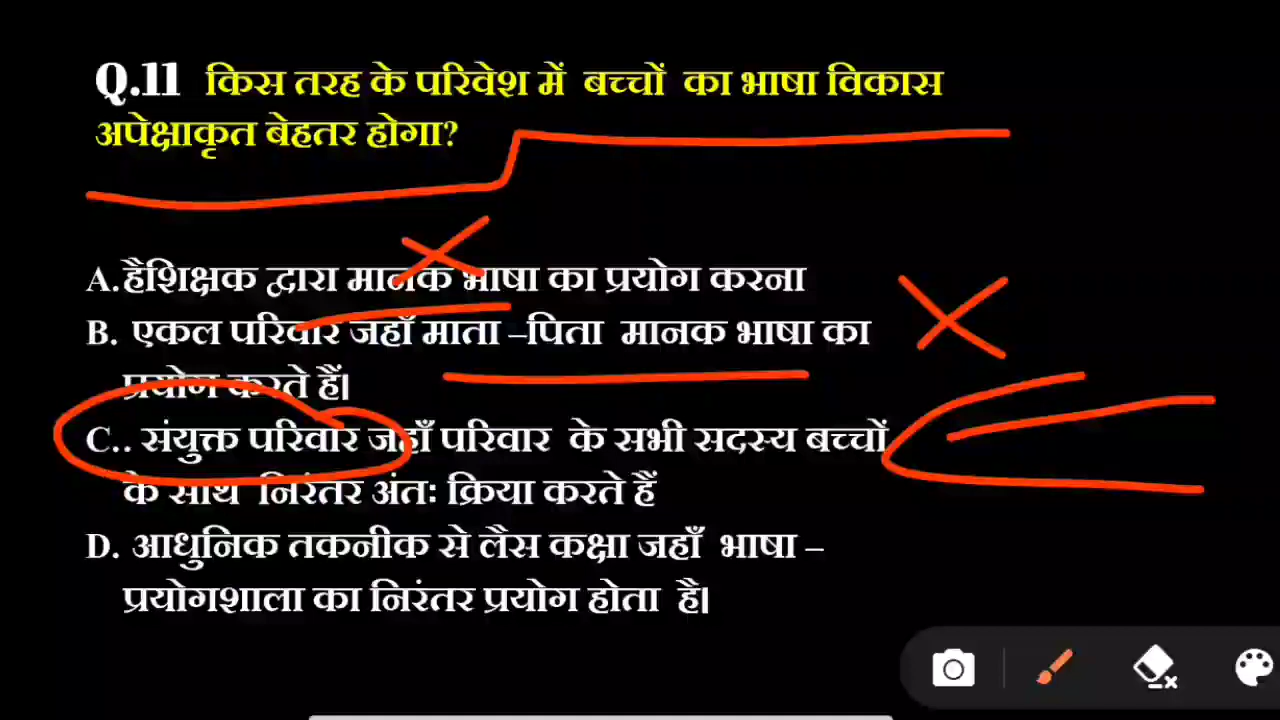 Q.11 किस तरह के परिवेश में बच्चों का भाषा विकास
अपेक्षाकृत बेहतर होगा?
A.हैशिक्षक द्वारा मानक भाषा का प्रयोग करना
B. एकल परिवार जहाँ माता –पिता मानक भाषा का
प्रयोग करते हैं।
C.. संयुक्त परिवार जहाँ परिवार के सभी सदस्य बच्चों
के साथ निरंतर अंतः क्रिया करते हैं
D. आधुनिक तकनीक से लैस कक्षा जहाँ भाषा –
प्रयोगशाला का निरंतर प्रयोग होता है।